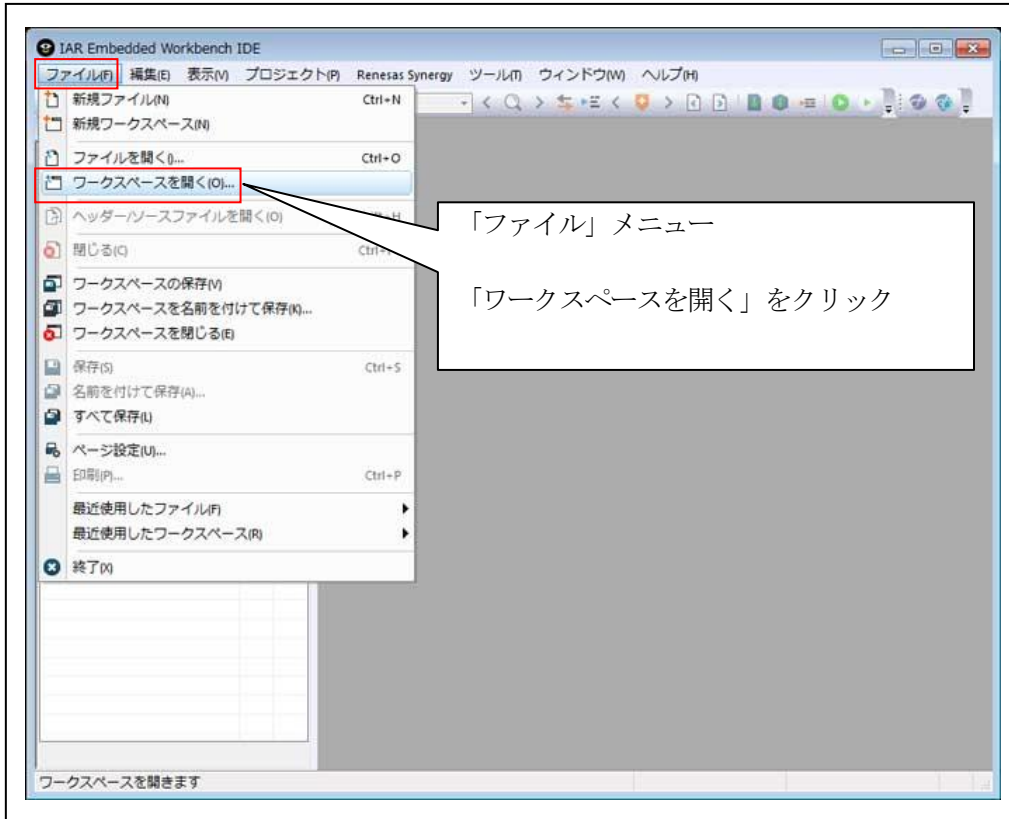 IAR Embedded Workbench IDE
ファイル(F) 編集(E) 表示(V) プロジェクト(P) Renesas Synergy ツール(T) ウィンドウ(W) ヘルプ(H)
新規ファイル(N) Ctrl+N
新規ワークスペース(N)
ファイルを開く()... Ctrl+O
ワークスペースを開く(O)...
ヘッダー/ソースファイルを開く(O)
閉じる(C)
ワークスペースの保存(V)
ワークスペースを名前を付けて保存(K)...
ワークスペースを閉じる(E)
保存(S) Ctrl+S
名前を付けて保存(A)...
すべて保存(L)
ページ設定(U)...
印刷(P)... Ctrl+P
最近使用したファイル(F)
最近使用したワークスペース(R)
終了(X)
「ファイル」メニュー
「ワークスペースを開く」をクリック
ワークスペースを開きます